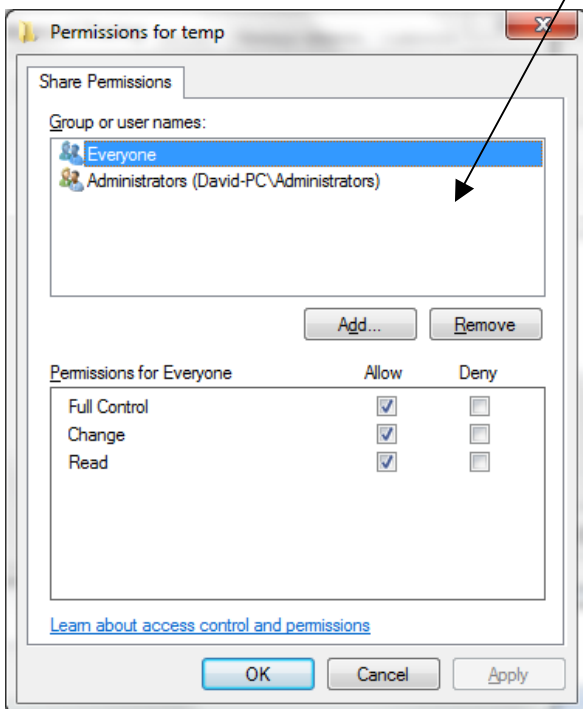 Permissions for temp
Share Permissions
Group or user names:
Everyone
Administrators (David-PC\Administrators)
Add... Remove
Permissions for Everyone Allow Deny
Full Control
Change
Read
Learn about access control and permissions
OK Cancel Apply